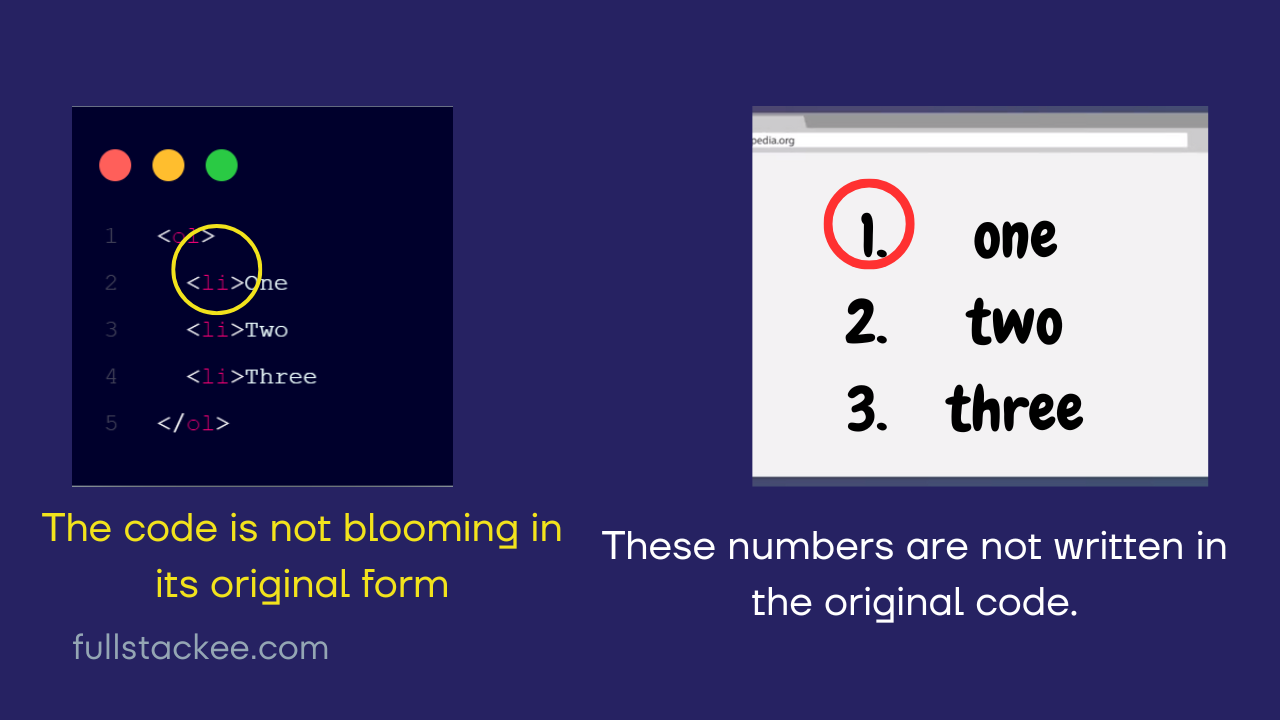 1 <ol>
2 <li>One
3 <li>Two
4 <li>Three
5 </ol>
pedia.org
1. one
2. two
3. three
The code is not blooming in
its original form
These numbers are not written in
the original code.
fullstackee.com